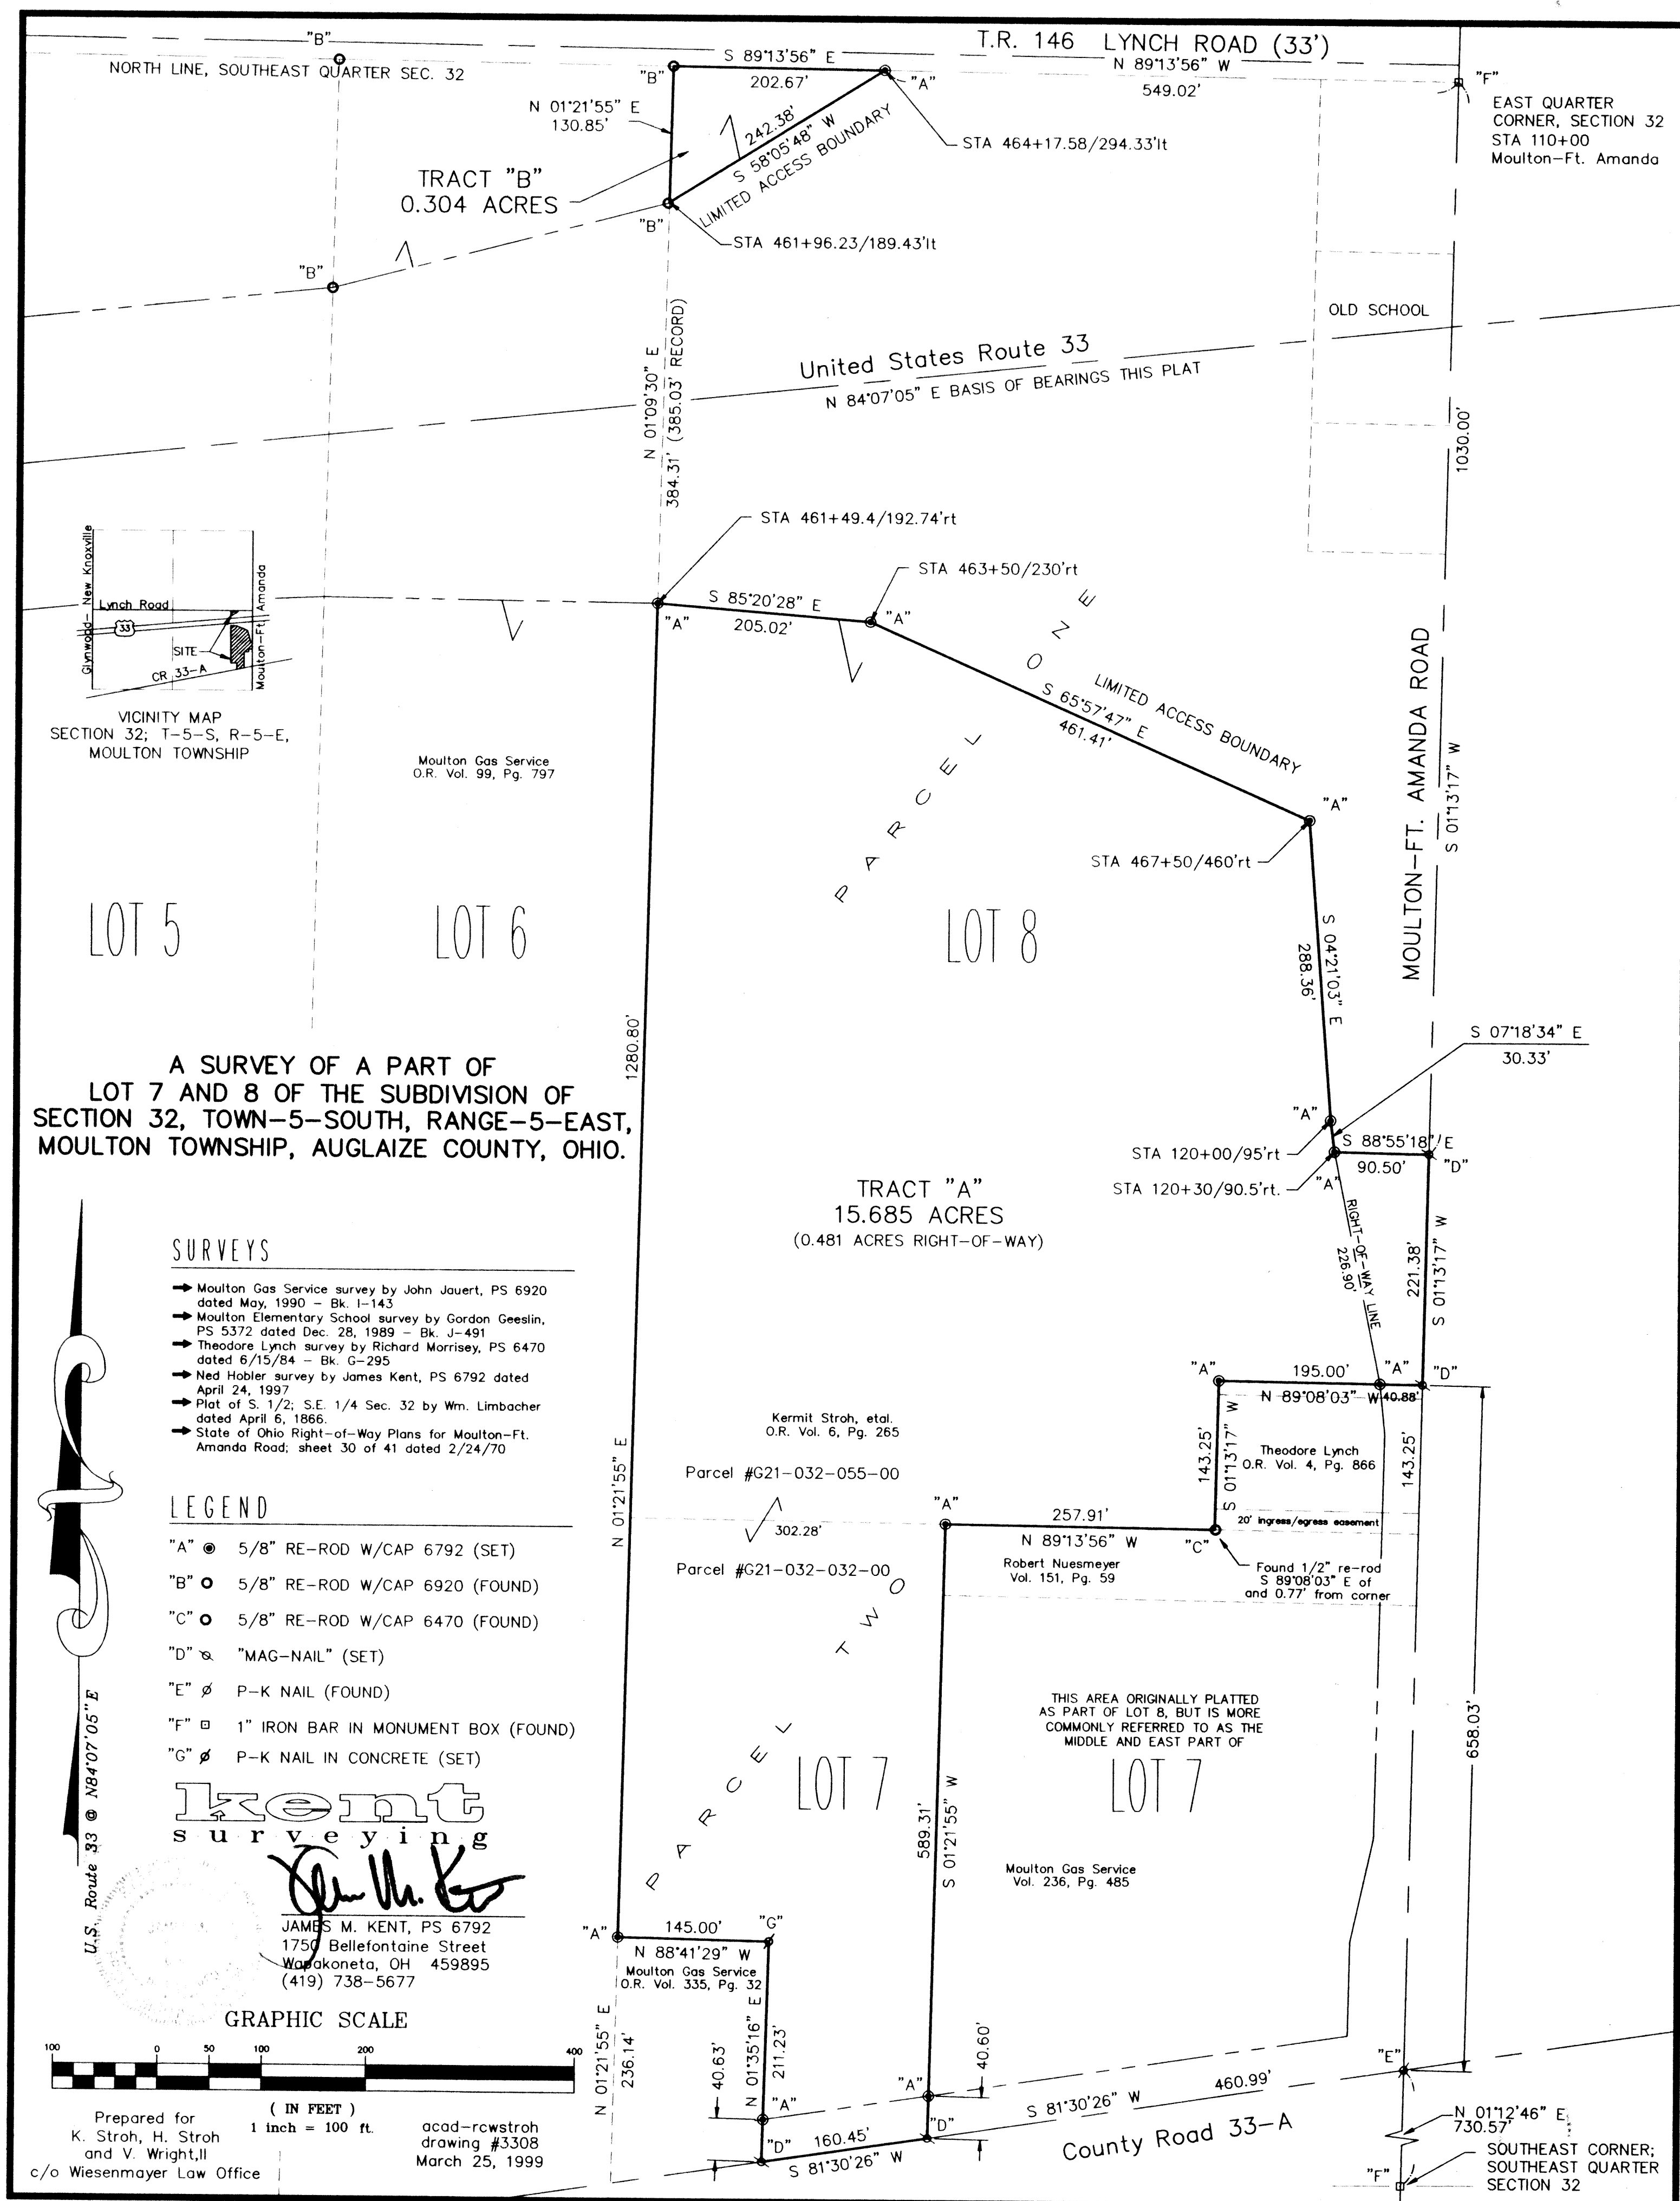 "B"
T.R. 146 LYNCH ROAD (33')
NORTH LINE, SOUTHEAST QUARTER SEC. 32
S 89°13'56" E
202.67'
"B"
"A"
N 89°13'56" W
549.02'
"F"
EAST QUARTER
CORNER, SECTION 32
STA 110+00
Moulton-Ft. Amanda
N 01°21'55" E
130.85'
242.38'
S 58°05'48" W
LIMITED ACCESS BOUNDARY
STA 464+17.58/294.33'lt
TRACT "B"
0.304 ACRES
"B"
STA 461+96.23/189.43'lt
"B"
OLD SCHOOL
N 01°09'30" E
384.31' (385.03' RECORD)
United States Route 33
N 84°07'05" E BASIS OF BEARINGS THIS PLAT
1030.00'
STA 461+49.4/192.74'rt
STA 463+50/230'rt
Glynwood- New Knoxville
Lynch Road
33
SITE
CR 33-A
Moulton-Ft. Amanda
VICINITY MAP
SECTION 32; T-5-S, R-5-E,
MOULTON TOWNSHIP
S 85°20'28" E
205.02'
"A"
"A"
PARCEL ONE
LIMITED ACCESS BOUNDARY
S 65°57'47" E
461.41'
MOULTON-FT. AMANDA ROAD
S 01°13'17" W
Moulton Gas Service
O.R. Vol. 99, Pg. 797
"A"
STA 467+50/460'rt
LOT 5
LOT 6
LOT 8
S 04°21'03" E
288.36'
1280.80'
N 01°21'55" E
A SURVEY OF A PART OF
LOT 7 AND 8 OF THE SUBDIVISION OF
SECTION 32, TOWN-5-SOUTH, RANGE-5-EAST,
MOULTON TOWNSHIP, AUGLAIZE COUNTY, OHIO.
S 07°18'34" E
30.33'
"A"
S 88°55'18" E
90.50'
"D"
STA 120+00/95'rt
"A"
STA 120+30/90.5'rt.
TRACT "A"
15.685 ACRES
(0.481 ACRES RIGHT-OF-WAY)
RIGHT-OF-WAY LINE
226.90'
221.38'
S 01°13'17" W
SURVEYS
Moulton Gas Service survey by John Jauert, PS 6920
dated May, 1990 - Bk. I-143
Moulton Elementary School survey by Gordon Geeslin,
PS 5372 dated Dec. 28, 1989 - Bk. J-491
Theodore Lynch survey by Richard Morrisey, PS 6470
dated 6/15/84 - Bk. G-295
Ned Hobler survey by James Kent, PS 6792 dated
April 24, 1997
Plat of S. 1/2; S.E. 1/4 Sec. 32 by Wm. Limbacher
dated April 6, 1866.
State of Ohio Right-of-Way Plans for Moulton-Ft.
Amanda Road; sheet 30 of 41 dated 2/24/70
"A"
195.00'
"A"
"D"
N 89°08'03" W
40.88'
Kermit Stroh, etal.
O.R. Vol. 6, Pg. 265
143.25'
S 01°13'17" W
Theodore Lynch
O.R. Vol. 4, Pg. 866
143.25'
Parcel #G21-032-055-00
302.28'
Parcel #G21-032-032-00
20' ingress/egress easement
"A"
257.91'
N 89°13'56" W
"C"
Robert Nuesmeyer
Vol. 151, Pg. 59
Found 1/2" re-rod
S 89°08'03" E of
and 0.77' from corner
LEGEND
"A" 5/8" RE-ROD W/CAP 6792 (SET)
"B" 5/8" RE-ROD W/CAP 6920 (FOUND)
"C" 5/8" RE-ROD W/CAP 6470 (FOUND)
"D" "MAG-NAIL" (SET)
"E" P-K NAIL (FOUND)
"F" 1" IRON BAR IN MONUMENT BOX (FOUND)
"G" P-K NAIL IN CONCRETE (SET)
U.S. Route 33 @ N84°07'05"E
PARCEL TWO
THIS AREA ORIGINALLY PLATTED
AS PART OF LOT 8, BUT IS MORE
COMMONLY REFERRED TO AS THE
MIDDLE AND EAST PART OF
LOT 7
LOT 7
658.03'
589.31'
S 01°21'55" W
Moulton Gas Service
Vol. 236, Pg. 485
kent
surveying
JAMES M. KENT, PS 6792
1750 Bellefontaine Street
Wapakoneta, OH 459895
(419) 738-5677
"A"
145.00'
"G"
N 88°41'29" W
Moulton Gas Service
O.R. Vol. 335, Pg. 32
N 01°21'55" E
236.14'
40.63'
N 01°35'16" E
211.23'
"A"
"D"
"A"
40.60'
"D"
160.45'
S 81°30'26" W
S 81°30'26" W
460.99'
County Road 33-A
"E"
N 01°12'46" E
730.57'
SOUTHEAST CORNER;
SOUTHEAST QUARTER
SECTION 32
"F"
GRAPHIC SCALE
100 0 50 100 200 400
( IN FEET )
1 inch = 100 ft.
Prepared for
K. Stroh, H. Stroh
and V. Wright,II
c/o Wiesenmayer Law Office
acad-rcwstroh
drawing #3308
March 25, 1999